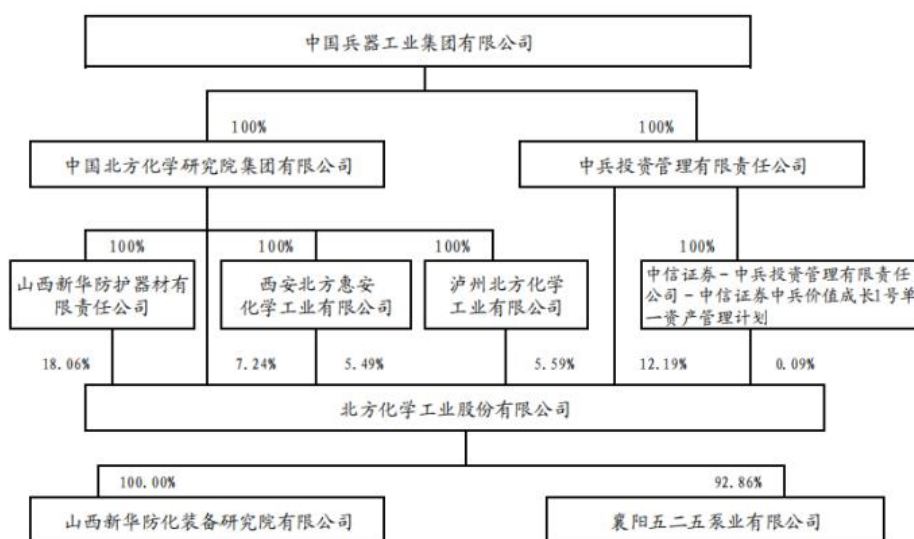 中国兵器工业集团有限公司
100%
100%
中国北方化学研究院集团有限公司
中兵投资管理有限责任公司
100%
100%
100%
100%
山西新华防护器材有
限责任公司
西安北方惠安
化学工业有限公司
泸州北方化学
工业有限公司
中信证券-中兵投资管理有限责任
公司-中信证券中兵价值成长1号单
一资产管理计划
18.06%
7.24%
5.49%
5.59%
12.19%
0.09%
北方化学工业股份有限公司
100.00%
92.86%
山西新华防化装备研究院有限公司
襄阳五二五泵业有限公司